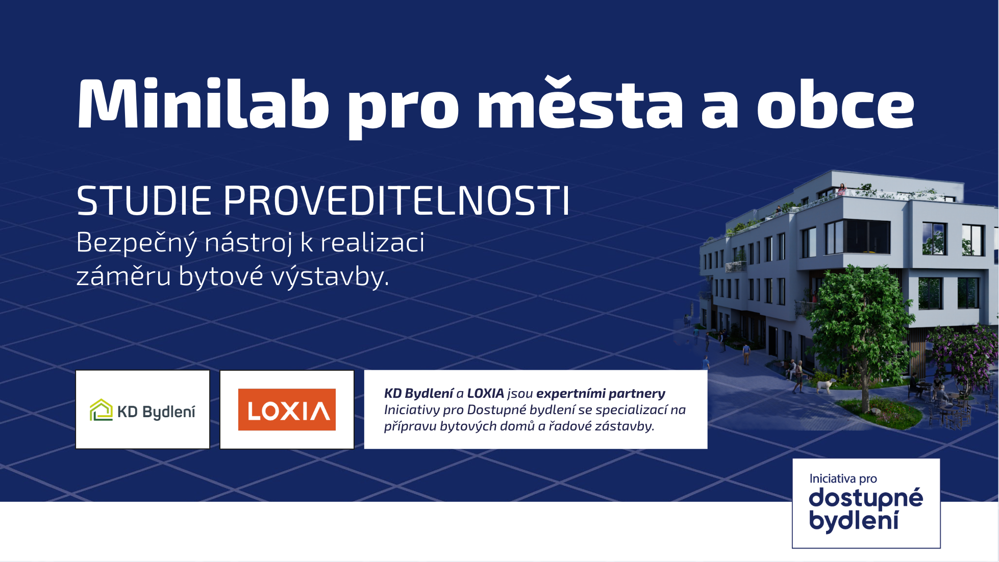 Minilab pro města a obce
STUDIE PROVEDITELNOSTI
Bezpečný nástroj k realizaci
záměru bytové výstavby.
KD Bydlení
LOXIA
KD Bydlení a LOXIA jsou expertními partnery
Iniciativy pro Dostupné bydlení se specializací na
přípravu bytových domů a řadové zástavby.
Iniciativa pro
dostupné
bydlení